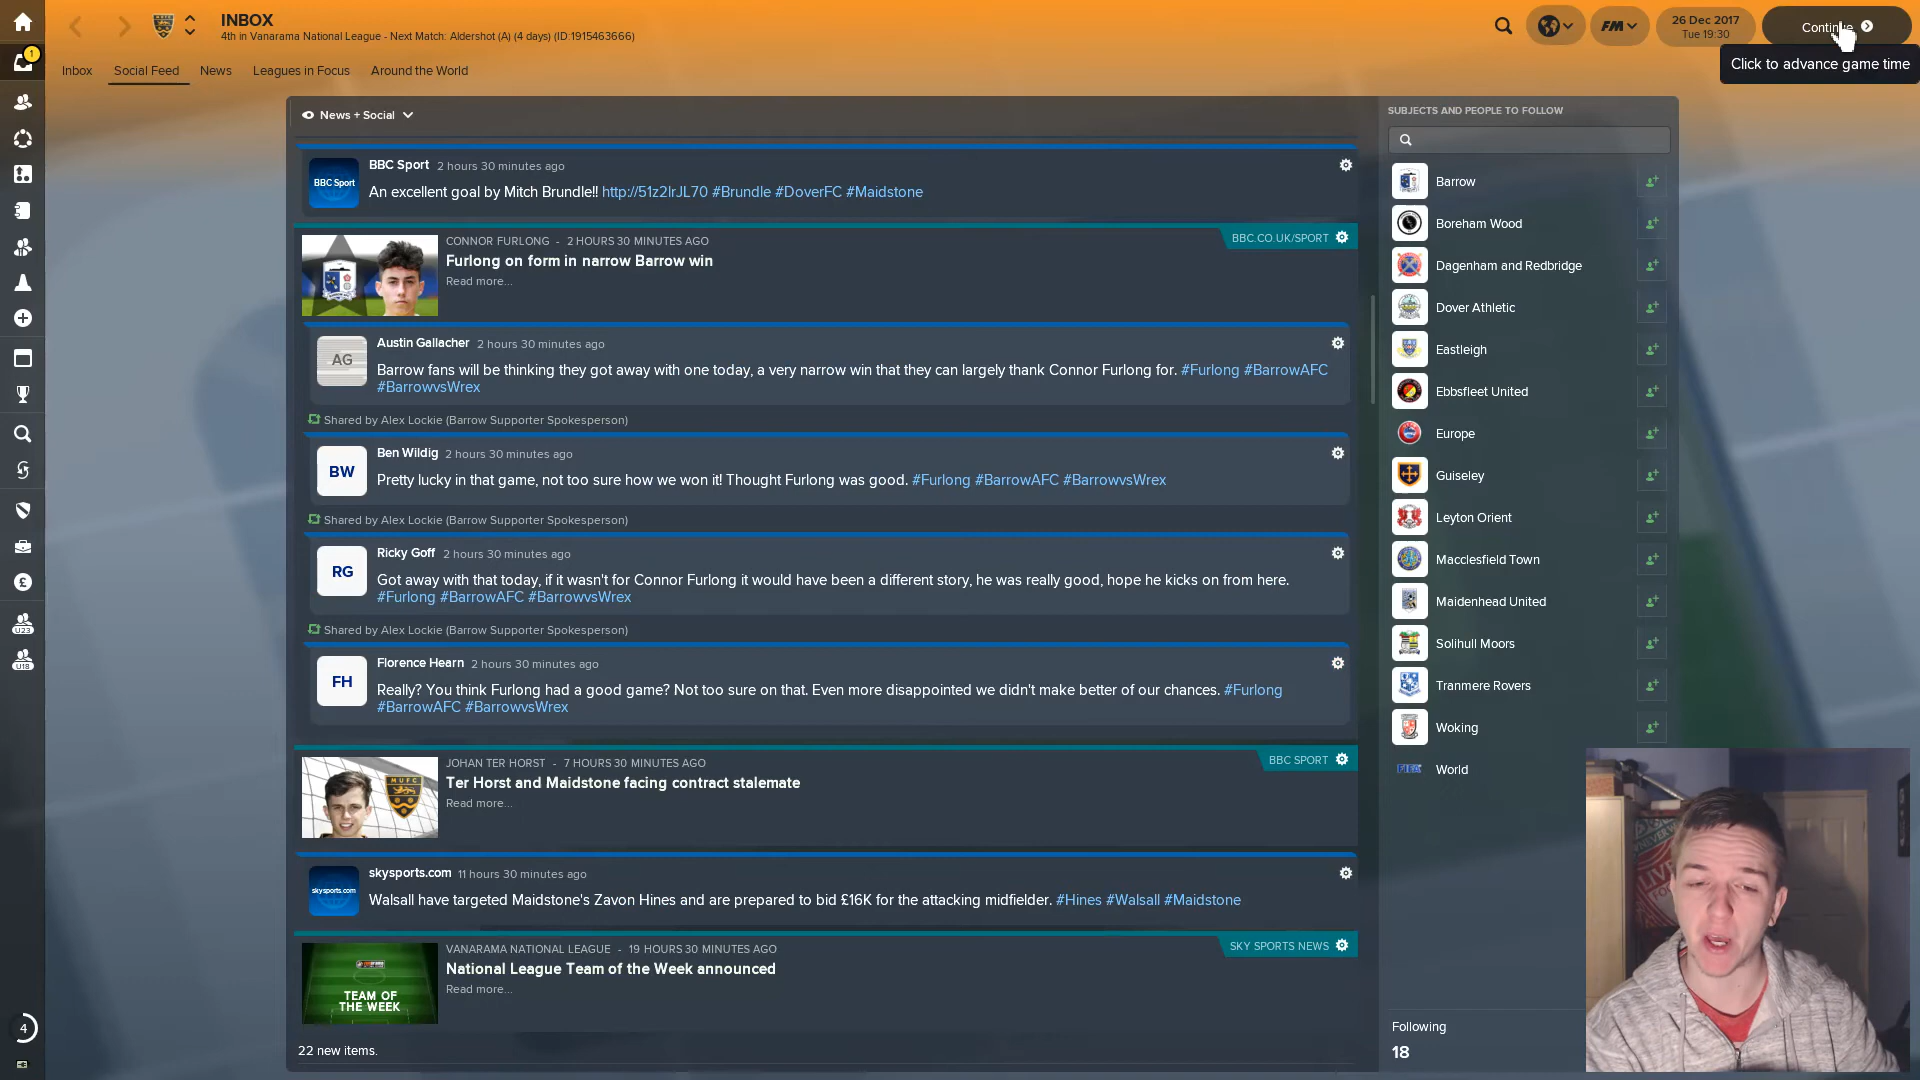 1
INBOX
4th in Vanarama National League - Next Match: Aldershot (A) (4 days) (ID:1915463666)
FM
26 Dec 2017
Tue 19:30
Continue
Click to advance game time
Inbox
Social Feed
News
Leagues in Focus
Around the World
News + Social
BBC Sport
BBC Sport 2 hours 30 minutes ago
An excellent goal by Mitch Brundle!! http://51z2lrJL70 #Brundle #DoverFC #Maidstone
CONNOR FURLONG - 2 HOURS 30 MINUTES AGO
BBC.CO.UK/SPORT
Furlong on form in narrow Barrow win
Read more...
AG
Austin Gallacher 2 hours 30 minutes ago
Barrow fans will be thinking they got away with one today, a very narrow win that they can largely thank Connor Furlong for. #Furlong #BarrowAFC
#BarrowvsWrex
Shared by Alex Lockie (Barrow Supporter Spokesperson)
BW
Ben Wildig 2 hours 30 minutes ago
Pretty lucky in that game, not too sure how we won it! Thought Furlong was good. #Furlong #BarrowAFC #BarrowvsWrex
Shared by Alex Lockie (Barrow Supporter Spokesperson)
RG
Ricky Goff 2 hours 30 minutes ago
Got away with that today, if it wasn't for Connor Furlong it would have been a different story, he was really good, hope he kicks on from here.
#Furlong #BarrowAFC #BarrowvsWrex
Shared by Alex Lockie (Barrow Supporter Spokesperson)
FH
Florence Hearn 2 hours 30 minutes ago
Really? You think Furlong had a good game? Not too sure on that. Even more disappointed we didn't make better of our chances. #Furlong
#BarrowAFC #BarrowvsWrex
JOHAN TER HORST - 7 HOURS 30 MINUTES AGO
BBC SPORT
MUFC
Ter Horst and Maidstone facing contract stalemate
Read more...
skysports.com
skysports.com 11 hours 30 minutes ago
Walsall have targeted Maidstone's Zavon Hines and are prepared to bid £16K for the attacking midfielder. #Hines #Walsall #Maidstone
VANARAMA NATIONAL LEAGUE - 19 HOURS 30 MINUTES AGO
SKY SPORTS NEWS
National League Team of the Week announced
Read more...
TEAM OF
THE WEEK
22 new items.
SUBJECTS AND PEOPLE TO FOLLOW
Barrow
Boreham Wood
Dagenham and Redbridge
Dover Athletic
Eastleigh
Ebbsfleet United
Europe
Guiseley
Leyton Orient
Macclesfield Town
Maidenhead United
Solihull Moors
Tranmere Rovers
Woking
FIFA
World
Following
18
U23
U18
4